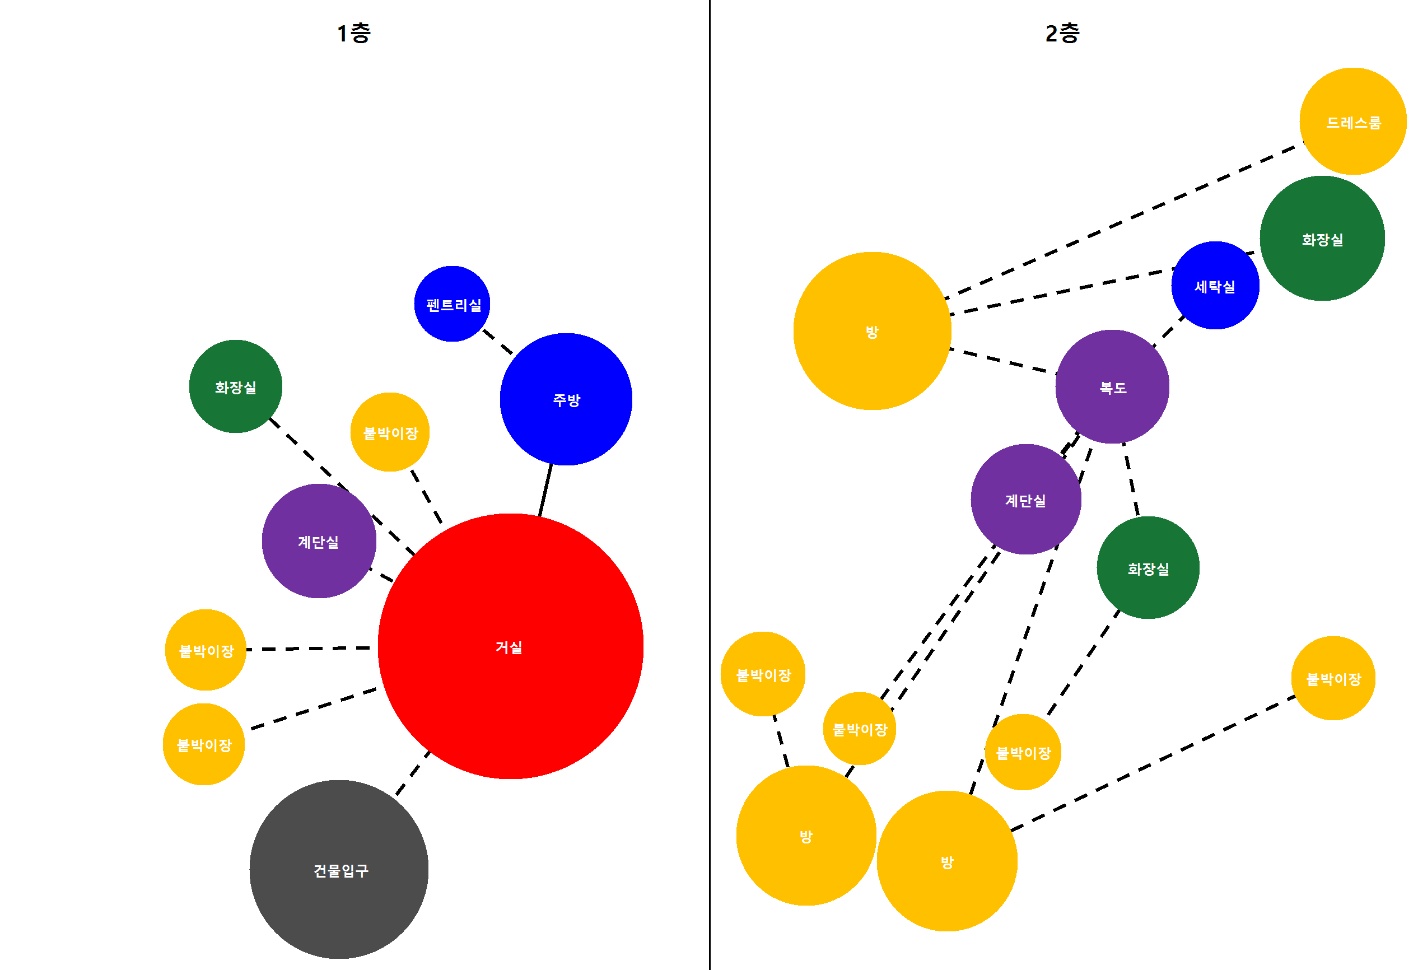 1층
펜트리실
화장실
주방
붙박이장
계단실
거실
붙박이장
붙박이장
건물입구
2층
드레스룸
화장실
세탁실
방
복도
계단실
화장실
붙박이장
붙박이장
붙박이장
붙박이장
방
방